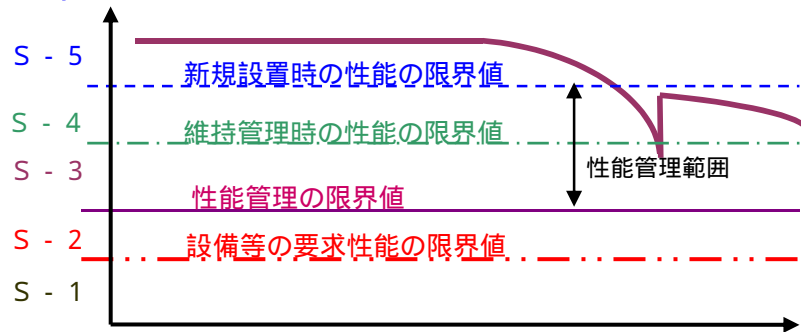 S - 5
新規設置時の性能の限界値
S - 4
維持管理時の性能の限界値
S - 3
性能管理範囲
性能管理の限界値
S - 2
設備等の要求性能の限界値
S - 1